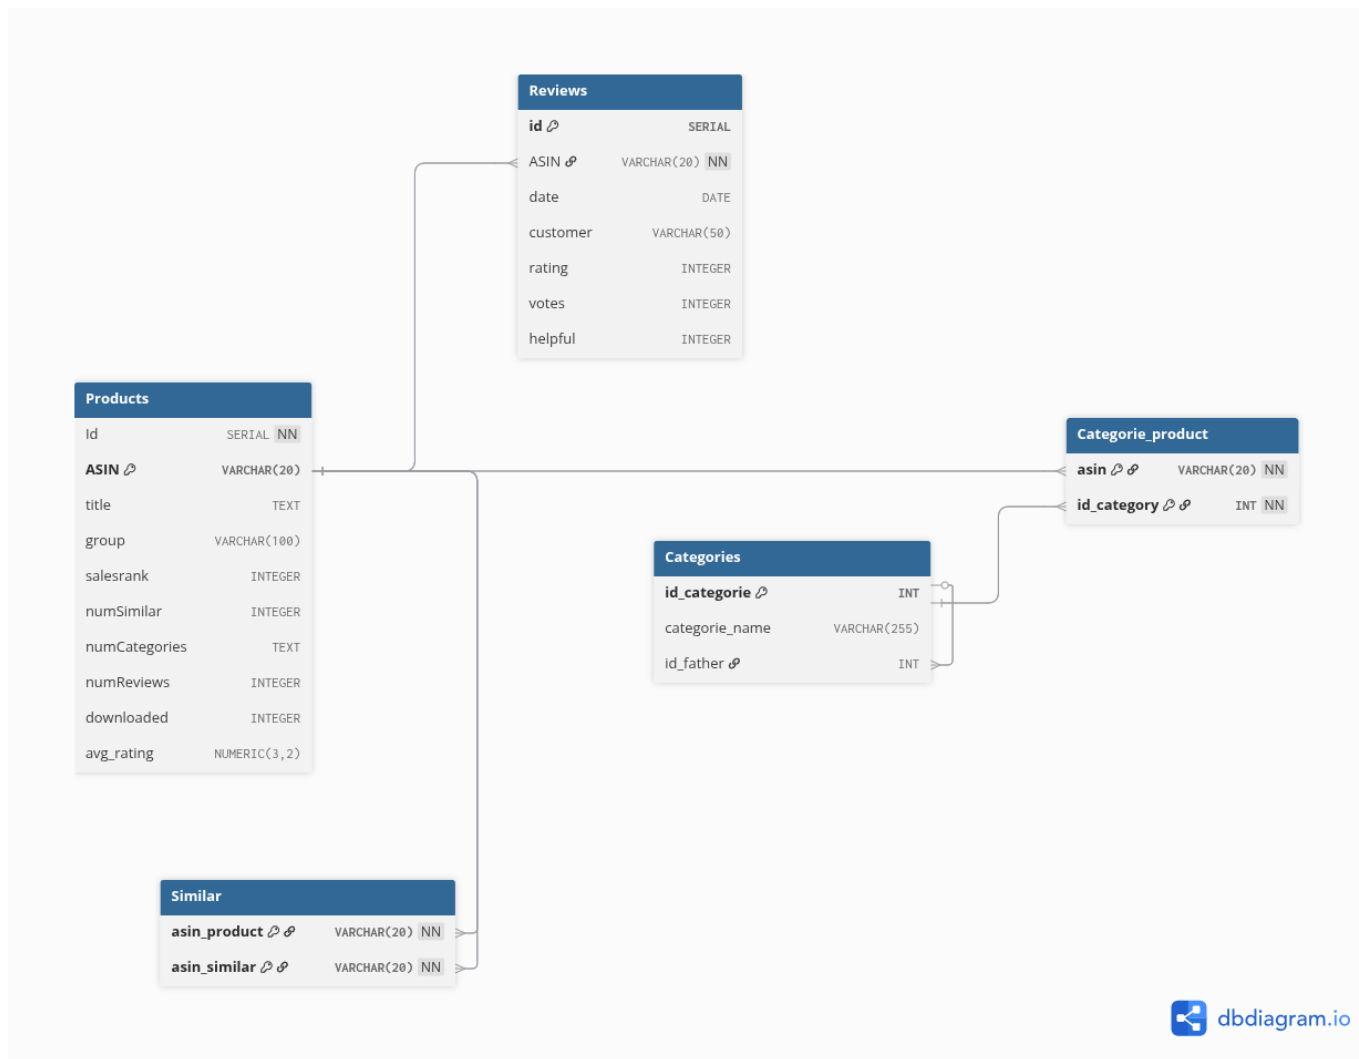 Reviews
id SERIAL
ASIN VARCHAR(20) NN
date DATE
customer VARCHAR(50)
rating INTEGER
votes INTEGER
helpful INTEGER
Products
Id SERIAL NN
ASIN VARCHAR(20)
title TEXT
group VARCHAR(100)
salesrank INTEGER
numSimilar INTEGER
numCategories TEXT
numReviews INTEGER
downloaded INTEGER
avg_rating NUMERIC(3,2)
Categorie_product
asin VARCHAR(20) NN
id_category INT NN
Categories
id_categorie INT
categorie_name VARCHAR(255)
id_father INT
Similar
asin_product VARCHAR(20) NN
asin_similar VARCHAR(20) NN
dbdiagram.io